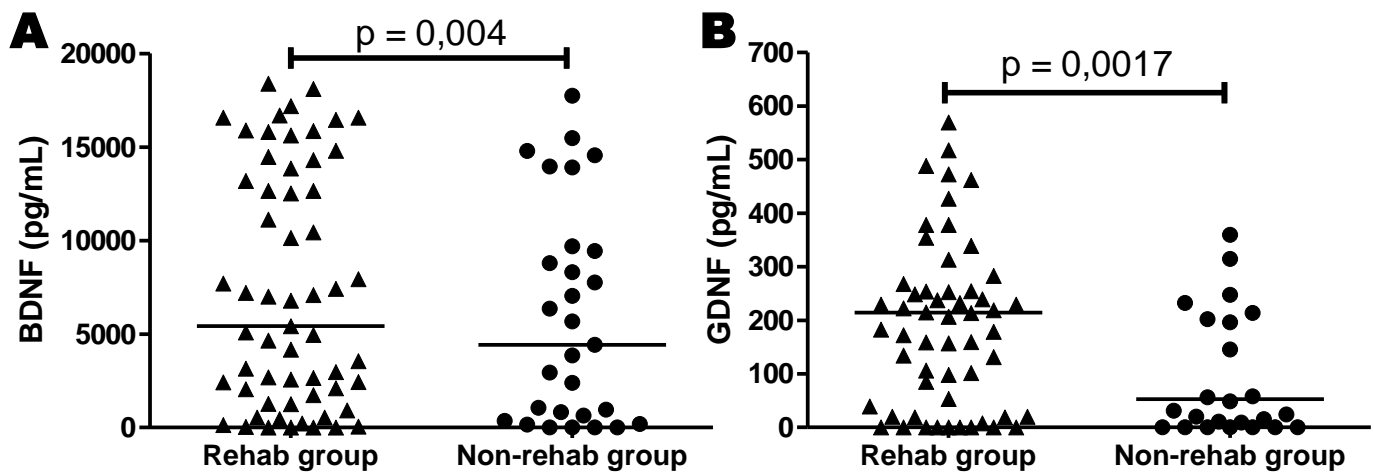 A
p = 0,004
20000
15000
10000
5000
0
BDNF (pg/mL)
Rehab group
Non-rehab group
B
p = 0,0017
700
600
500
400
300
200
100
0
GDNF (pg/mL)
Rehab group
Non-rehab group